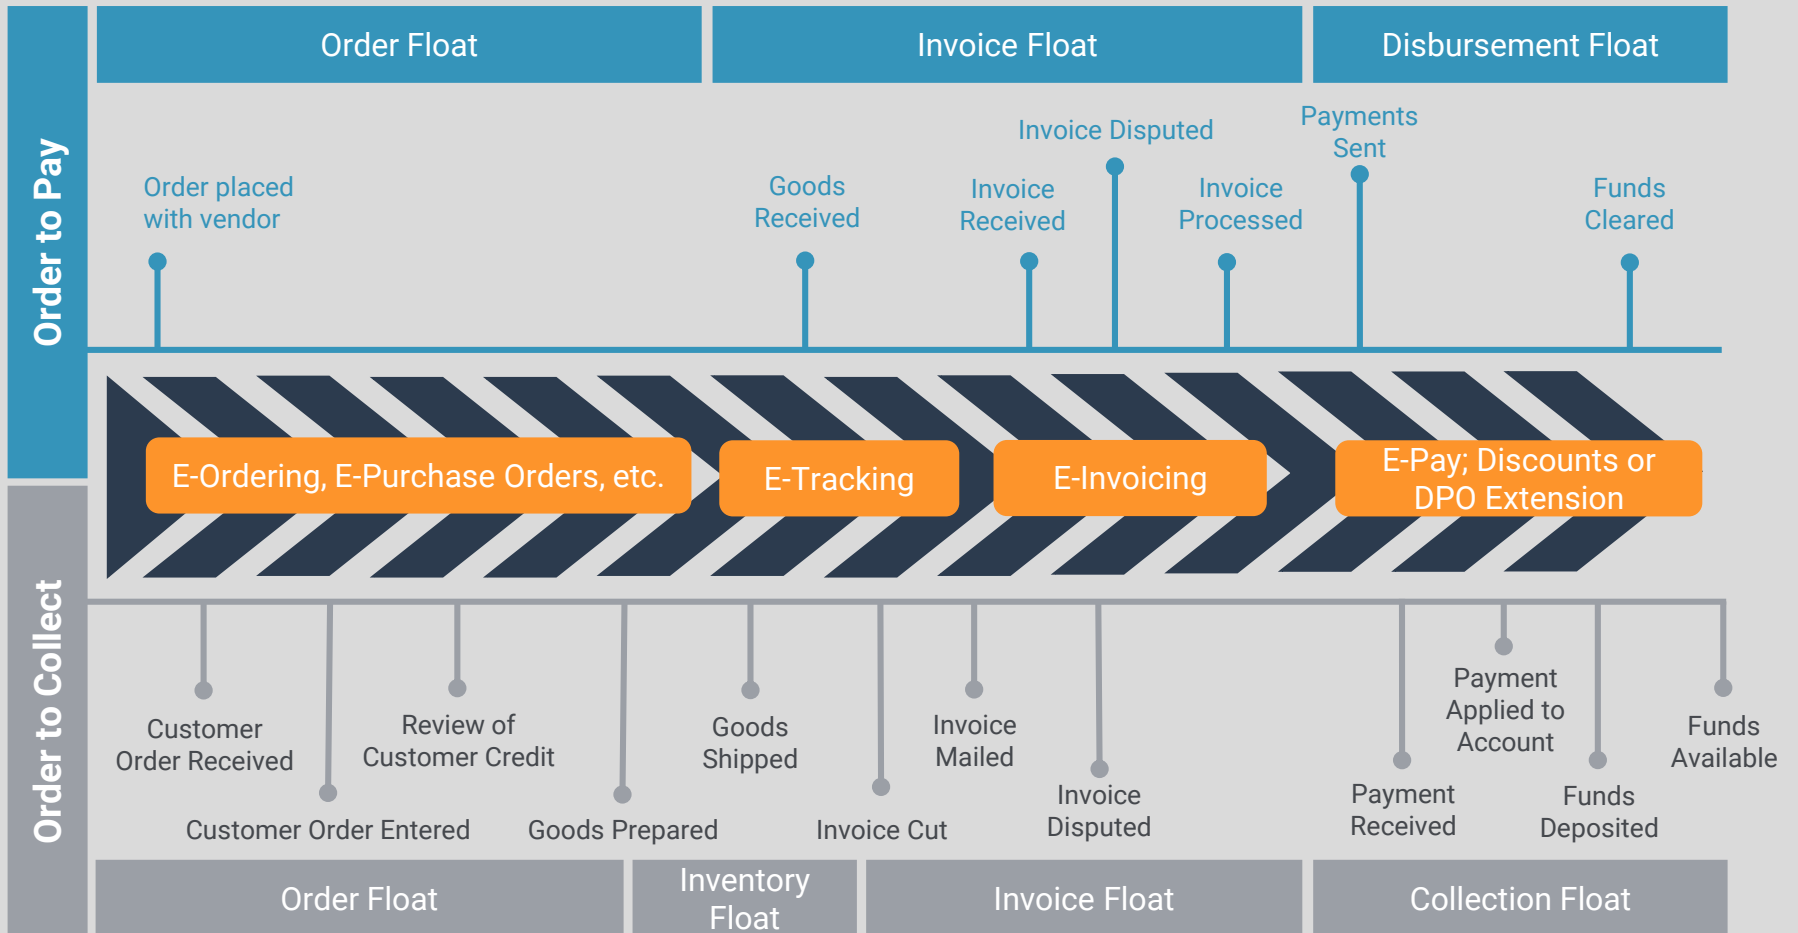 Order Float
Invoice Float
Disbursement Float
Order to Pay
Order placed
with vendor
Goods
Received
Invoice
Received
Invoice Disputed
Invoice
Processed
Payments
Sent
Funds
Cleared
E-Ordering, E-Purchase Orders, etc.
E-Tracking
E-Invoicing
E-Pay; Discounts or
DPO Extension
Order to Collect
Customer
Order Received
Customer Order Entered
Review of
Customer Credit
Goods Prepared
Goods
Shipped
Invoice Cut
Invoice
Mailed
Invoice
Disputed
Payment
Received
Payment
Applied to
Account
Funds
Deposited
Funds
Available
Order Float
Inventory
Float
Invoice Float
Collection Float